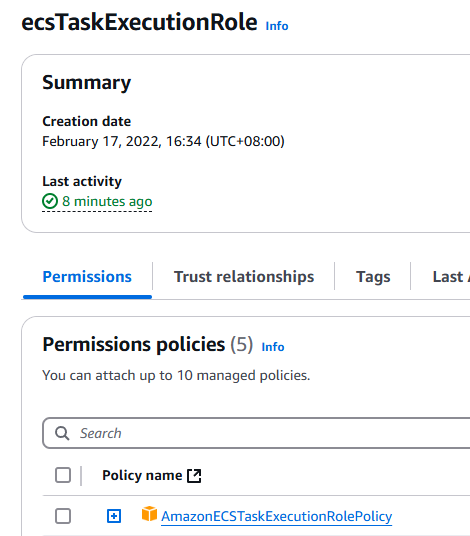 ecsTaskExecutionRole Info
Summary
Creation date
February 17, 2022, 16:34 (UTC+08:00)
Last activity
8 minutes ago
Permissions
Trust relationships
Tags
Last
Permissions policies (5) Info
You can attach up to 10 managed policies.
Search
Policy name
AmazonECSTaskExecutionRolePolicy